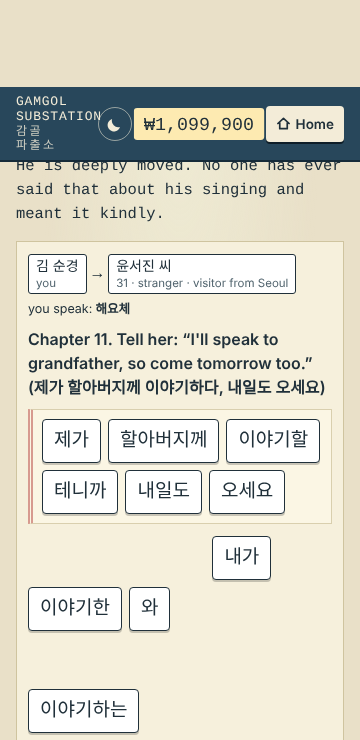 GAMGOL
SUBSTATION
감골
파출소
₩1,099,900
Home
He is deeply moved. No one has ever
said that about his singing and
meant it kindly.
김 순경
you
→
윤서진 씨
31 · stranger · visitor from Seoul
you speak: 해요체
Chapter 11. Tell her: “I'll speak to
grandfather, so come tomorrow too.”
(제가 할아버지께 이야기하다, 내일도 오세요)
제가 할아버지께 이야기할
테니까 내일도 오세요
내가
이야기한 와
이야기하는